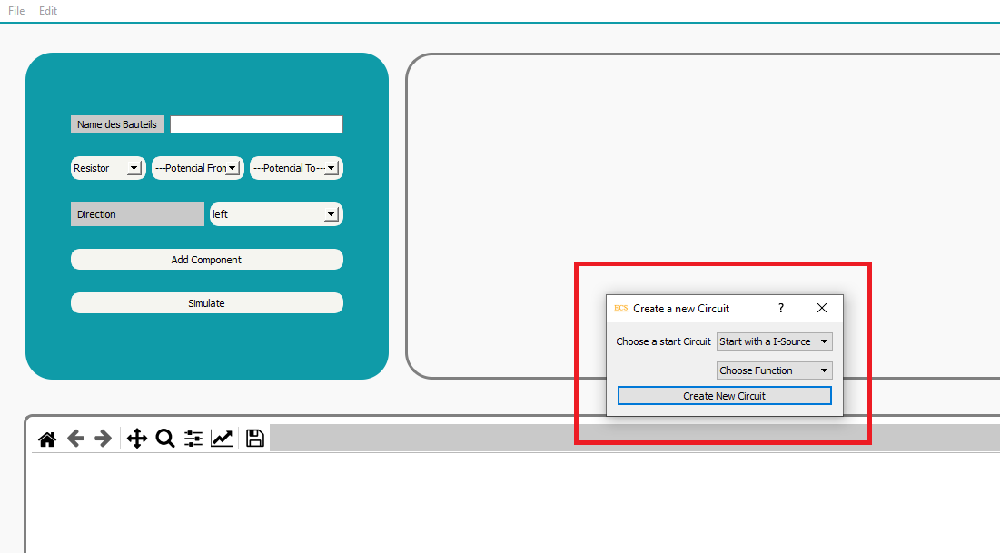 File Edit
Name des Bauteils
Resistor ---Potencial Fron ---Potencial To---
Direction left
Add Component
Simulate
ECS Create a new Circuit ?
Choose a start Circuit Start with a I-Source
Choose Function
Create New Circuit